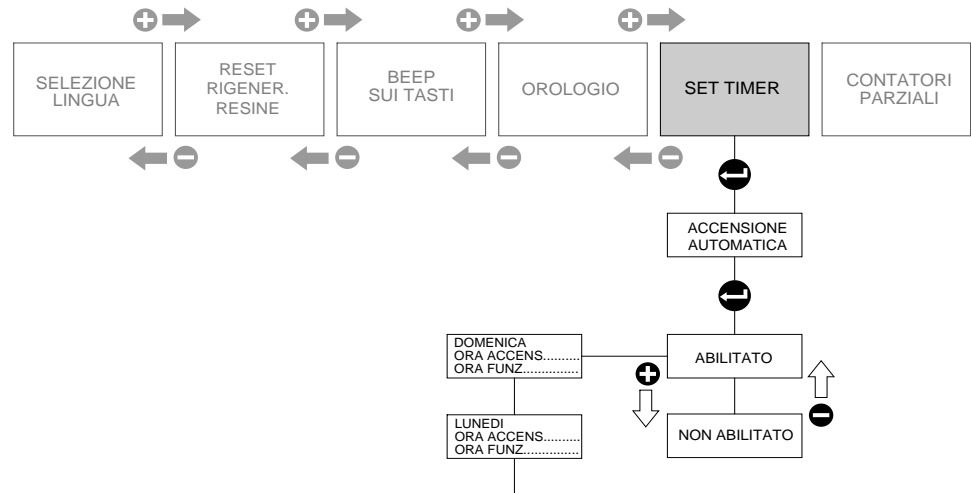 SELEZIONE
LINGUA
RESET
RIGENER.
RESINE
BEEP
SUI TASTI
OROLOGIO
SET TIMER
CONTATORI
PARZIALI
ACCENSIONE
AUTOMATICA
DOMENICA
ORA ACCENS..........
ORA FUNZ...............
ABILITATO
LUNEDI
ORA ACCENS..........
ORA FUNZ...............
NON ABILITATO